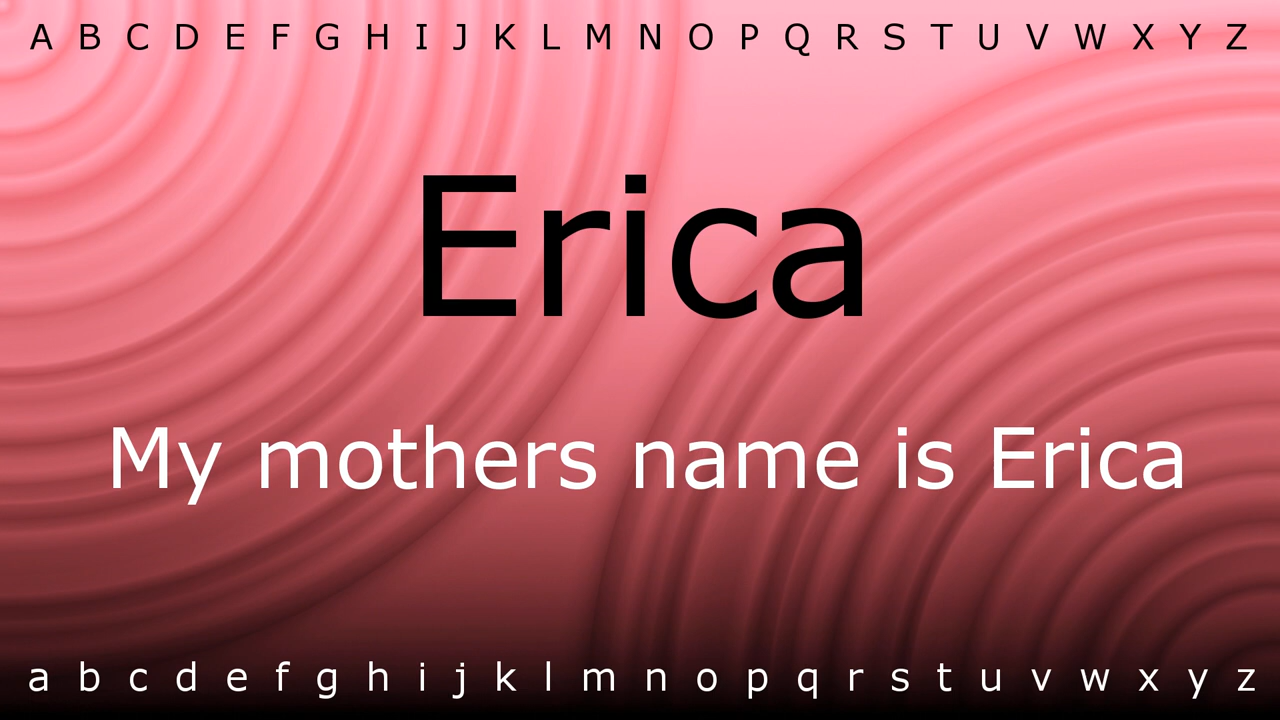 A B C D E F G H I J K L M N O P Q R S T U V W X Y Z
Erica
My mothers name is Erica
a b c d e f g h i j k l m n o p q r s t u v w x y z